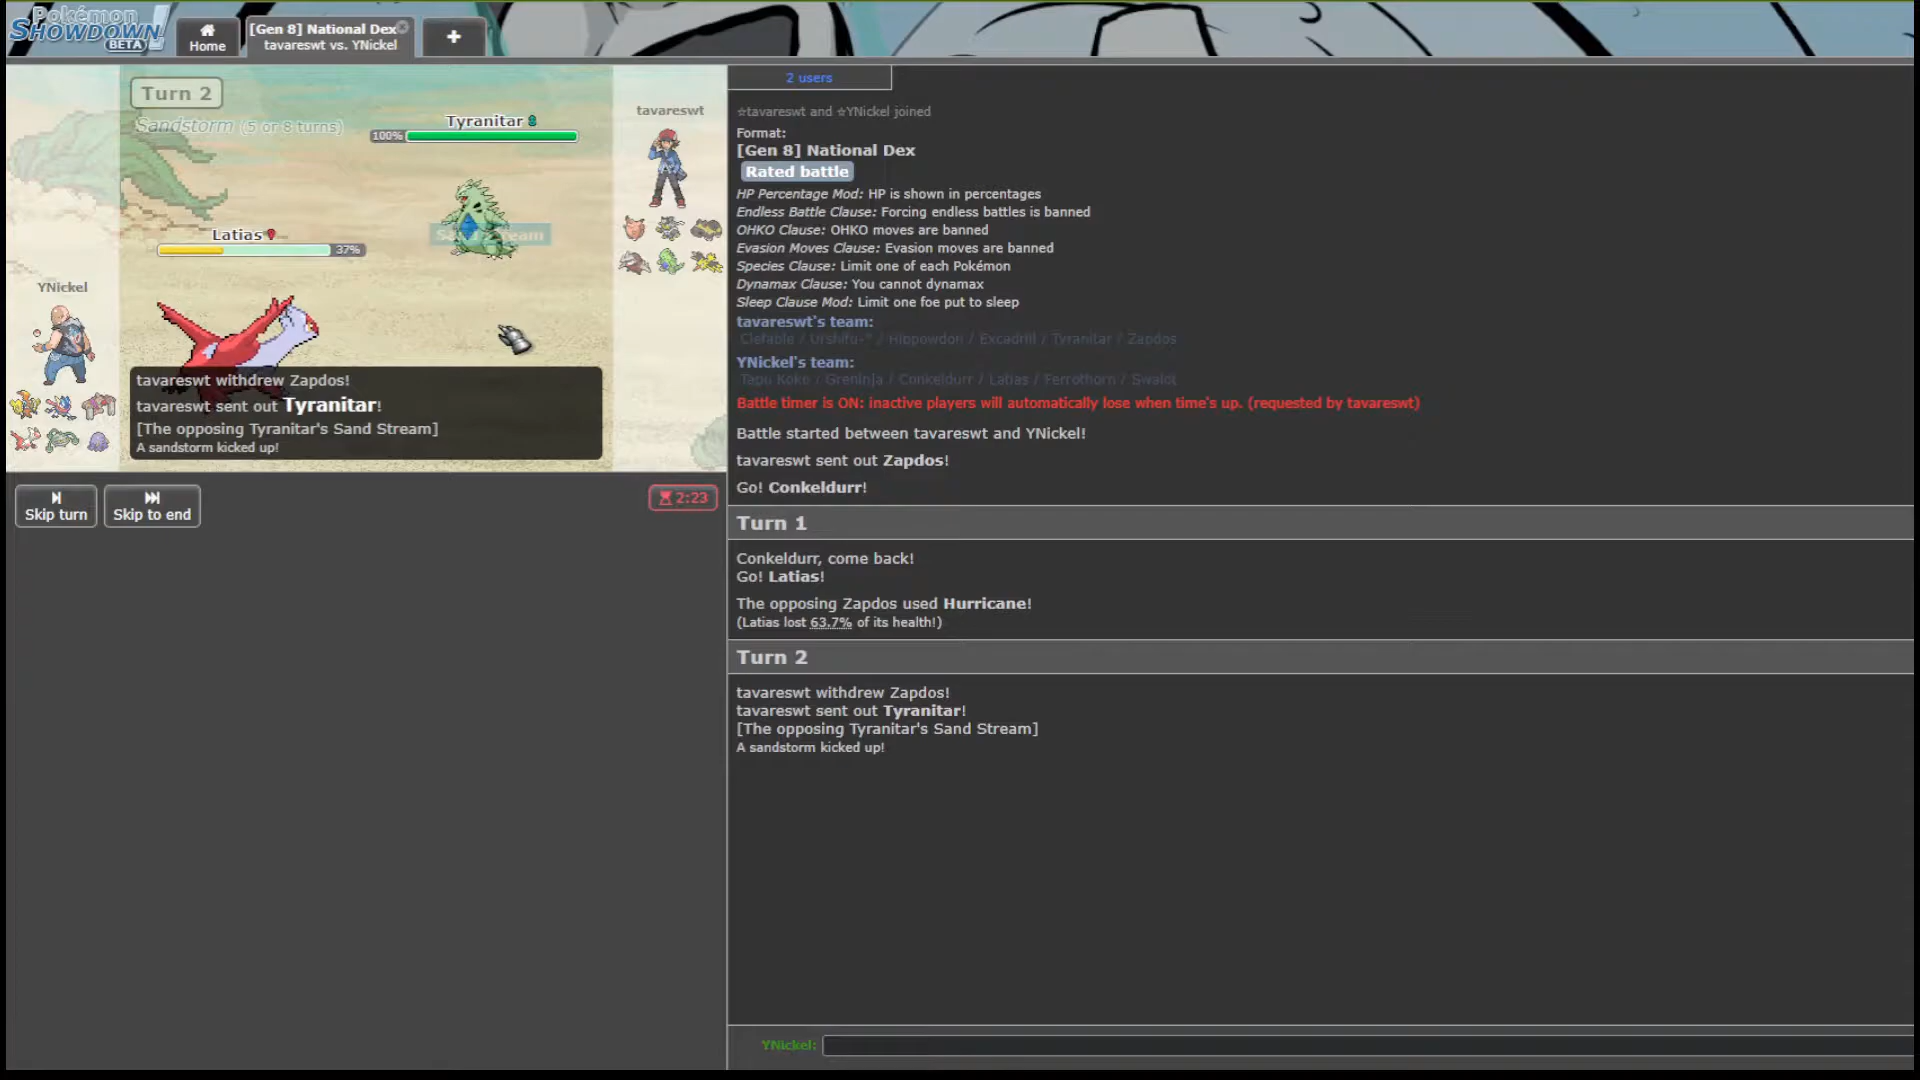 Pokémon
SHOWDOWN!
BETA
Home
[Gen 8] National Dex
tavareswt vs. YNickel
Turn 2
Sandstorm (5 or 8 turns)
Tyranitar
100%
Latias
37%
tavareswt
YNickel
tavareswt withdrew Zapdos!
tavareswt sent out Tyranitar!
[The opposing Tyranitar's Sand Stream]
A sandstorm kicked up!
Skip turn
Skip to end
2:23
2 users
☆tavareswt and ☆YNickel joined
Format:
[Gen 8] National Dex
Rated battle
HP Percentage Mod: HP is shown in percentages
Endless Battle Clause: Forcing endless battles is banned
OHKO Clause: OHKO moves are banned
Evasion Moves Clause: Evasion moves are banned
Species Clause: Limit one of each Pokémon
Dynamax Clause: You cannot dynamax
Sleep Clause Mod: Limit one foe put to sleep
tavareswt's team:
Clefable / Urshifu-* / Hippowdon / Excadrill / Tyranitar / Zapdos
YNickel's team:
Tapu Koko / Greninja / Conkeldurr / Latias / Ferrothorn / Swalot
Battle timer is ON: inactive players will automatically lose when time's up. (requested by tavareswt)
Battle started between tavareswt and YNickel!
tavareswt sent out Zapdos!
Go! Conkeldurr!
Turn 1
Conkeldurr, come back!
Go! Latias!
The opposing Zapdos used Hurricane!
(Latias lost 63.7% of its health!)
Turn 2
tavareswt withdrew Zapdos!
tavareswt sent out Tyranitar!
[The opposing Tyranitar's Sand Stream]
A sandstorm kicked up!
YNickel: